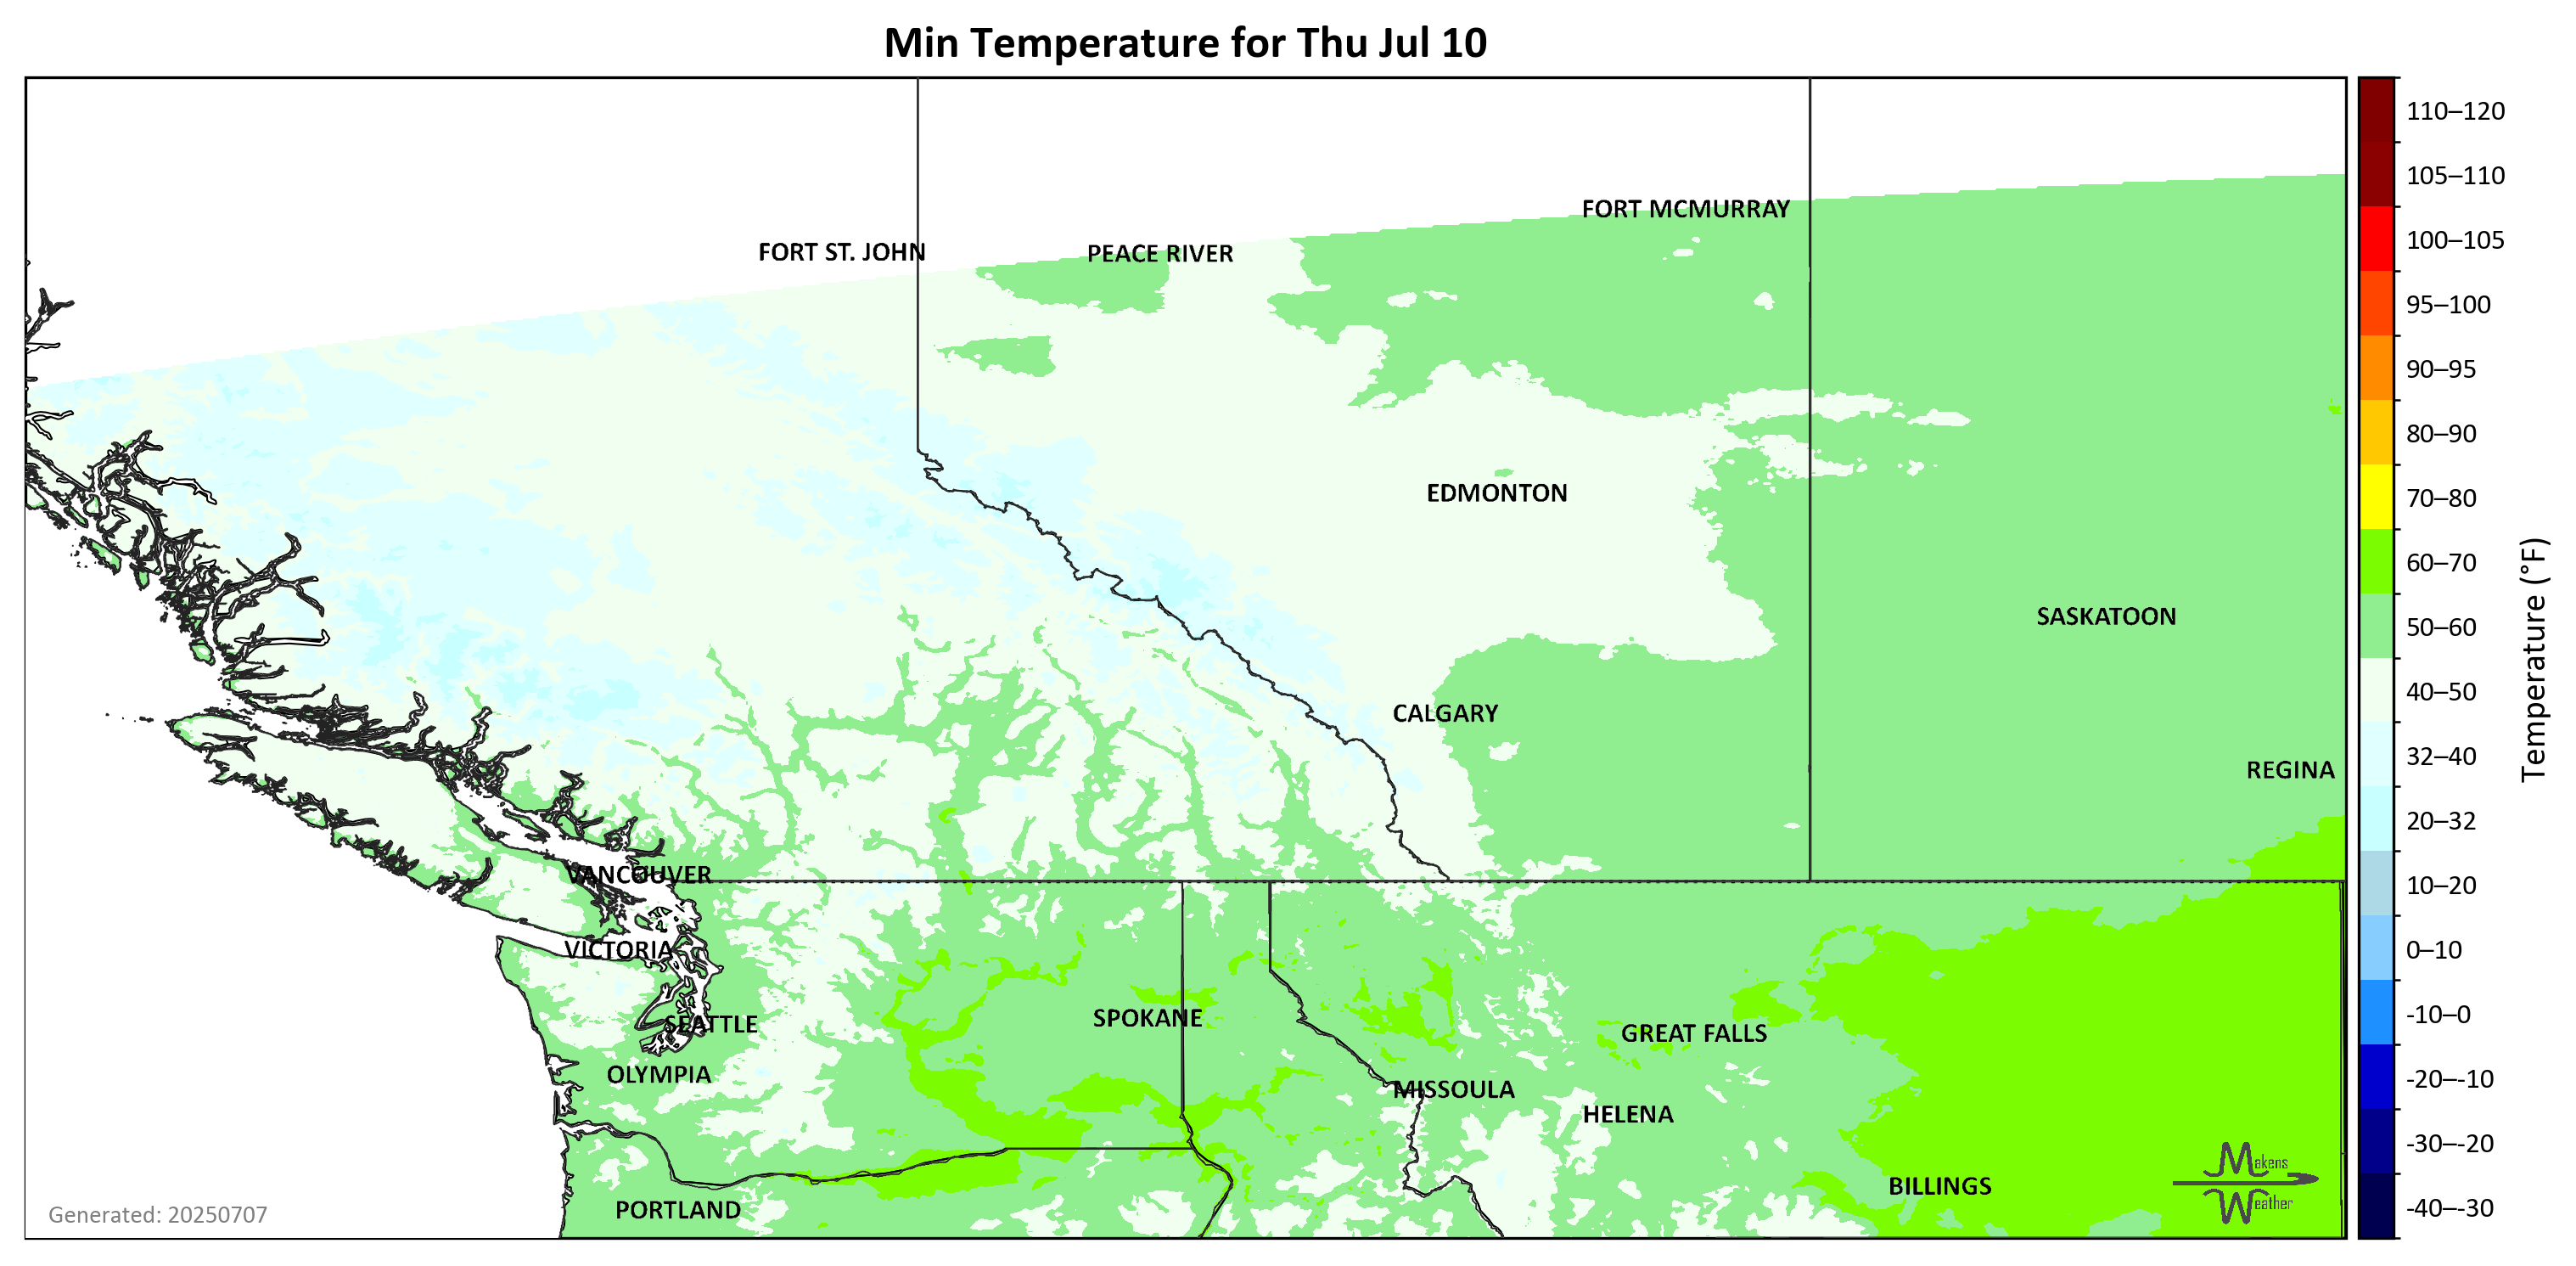 Min Temperature for Thu Jul 10
FORT MCMURRAY
FORT ST. JOHN
PEACE RIVER
EDMONTON
SASKATOON
CALGARY
REGINA
VANCOUVER
VICTORIA
SPOKANE
SEATTLE
GREAT FALLS
OLYMPIA
MISSOULA
HELENA
BILLINGS
PORTLAND
Makens
Weather
Generated: 20250707
110–120
105–110
100–105
95–100
90–95
80–90
70–80
60–70
50–60
40–50
32–40
20–32
10–20
0–10
-10–0
-20–-10
-30–-20
-40–-30
Temperature (°F)